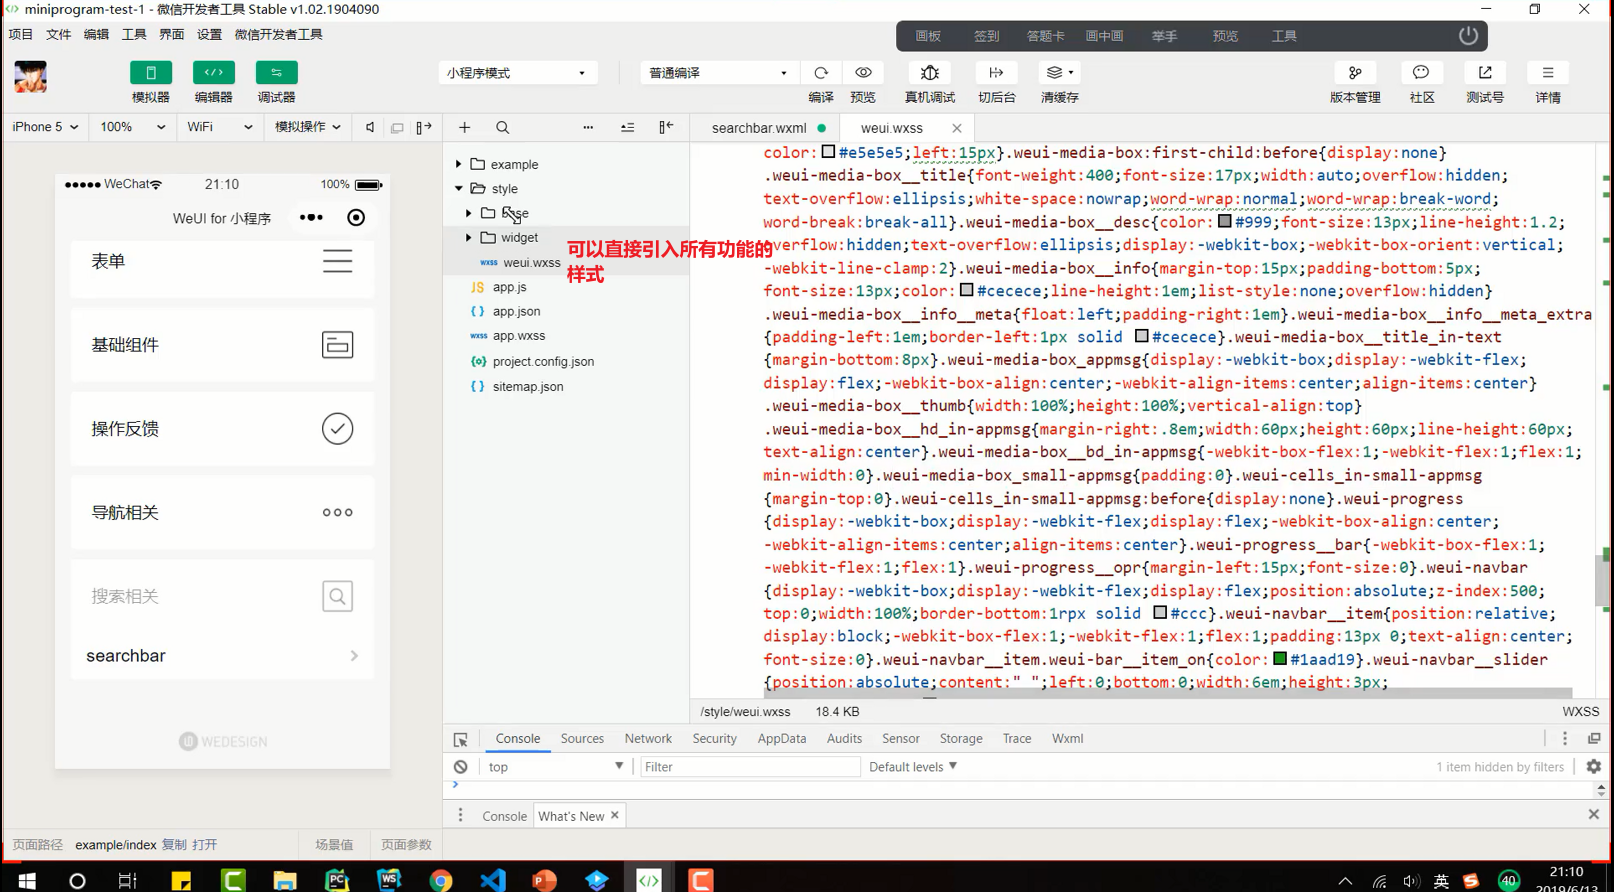 miniprogram-test-1 - 微信开发者工具 Stable v1.02.1904090
项目 文件 编辑 工具 界面 设置 微信开发者工具
画板 签到 答题卡 画中画 举手 预览 工具
小程序模式 普通编译
模拟器 编辑器 调试器 编译 预览 真机调试 切后台 清缓存 版本管理 社区 测试号 详情
iPhone 5 100% WiFi 模拟操作
searchbar.wxml weui.wxss
WeChat 21:10 100%
WeUI for 小程序
表单
基础组件
操作反馈
导航相关
搜索相关
searchbar
WEDESIGN
example
style
base
widget
weui.wxss
app.js
app.json
app.wxss
project.config.json
sitemap.json
可以直接引入所有功能的
样式
color: #e5e5e5;left:15px}.weui-media-box:first-child:before{display:none}
.weui-media-box__title{font-weight:400;font-size:17px;width:auto;overflow:hidden;
text-overflow:ellipsis;white-space:nowrap;word-wrap:normal;word-wrap:break-word;
word-break:break-all}.weui-media-box__desc{color: #999;font-size:13px;line-height:1.2;
overflow:hidden;text-overflow:ellipsis;display:-webkit-box;-webkit-box-orient:vertical;
-webkit-line-clamp:2}.weui-media-box__info{margin-top:15px;padding-bottom:5px;
font-size:13px;color: #cecece;line-height:1em;list-style:none;overflow:hidden}
.weui-media-box__info__meta{float:left;padding-right:1em}.weui-media-box__info__meta_extra
{padding-left:1em;border-left:1px solid #cecece}.weui-media-box__title_in-text
{margin-bottom:8px}.weui-media-box_appmsg{display:-webkit-box;display:-webkit-flex;
display:flex;-webkit-box-align:center;-webkit-align-items:center;align-items:center}
.weui-media-box__thumb{width:100%;height:100%;vertical-align:top}
.weui-media-box__hd_in-appmsg{margin-right:.8em;width:60px;height:60px;line-height:60px;
text-align:center}.weui-media-box__bd_in-appmsg{-webkit-box-flex:1;-webkit-flex:1;flex:1;
min-width:0}.weui-media-box_small-appmsg{padding:0}.weui-cells_in-small-appmsg
{margin-top:0}.weui-cells_in-small-appmsg:before{display:none}.weui-progress
{display:-webkit-box;display:-webkit-flex;display:flex;-webkit-box-align:center;
-webkit-align-items:center;align-items:center}.weui-progress__bar{-webkit-box-flex:1;
-webkit-flex:1;flex:1}.weui-progress__opr{margin-left:15px;font-size:0}.weui-navbar
{display:-webkit-box;display:-webkit-flex;display:flex;position:absolute;z-index:500;
top:0;width:100%;border-bottom:1rpx solid #ccc}.weui-navbar__item{position:relative;
display:block;-webkit-box-flex:1;-webkit-flex:1;flex:1;padding:13px 0;text-align:center;
font-size:0}.weui-navbar__item.weui-bar__item_on{color: #1aad19}.weui-navbar__slider
{position:absolute;content:" ";left:0;bottom:0;width:6em;height:3px;
/style/weui.wxss 18.4 KB WXSS
Console Sources Network Security AppData Audits Sensor Storage Trace Wxml
top Filter Default levels 1 item hidden by filters
Console What's New
页面路径 example/index 复制 打开 场景值 页面参数
英 40 21:10
2019/6/13